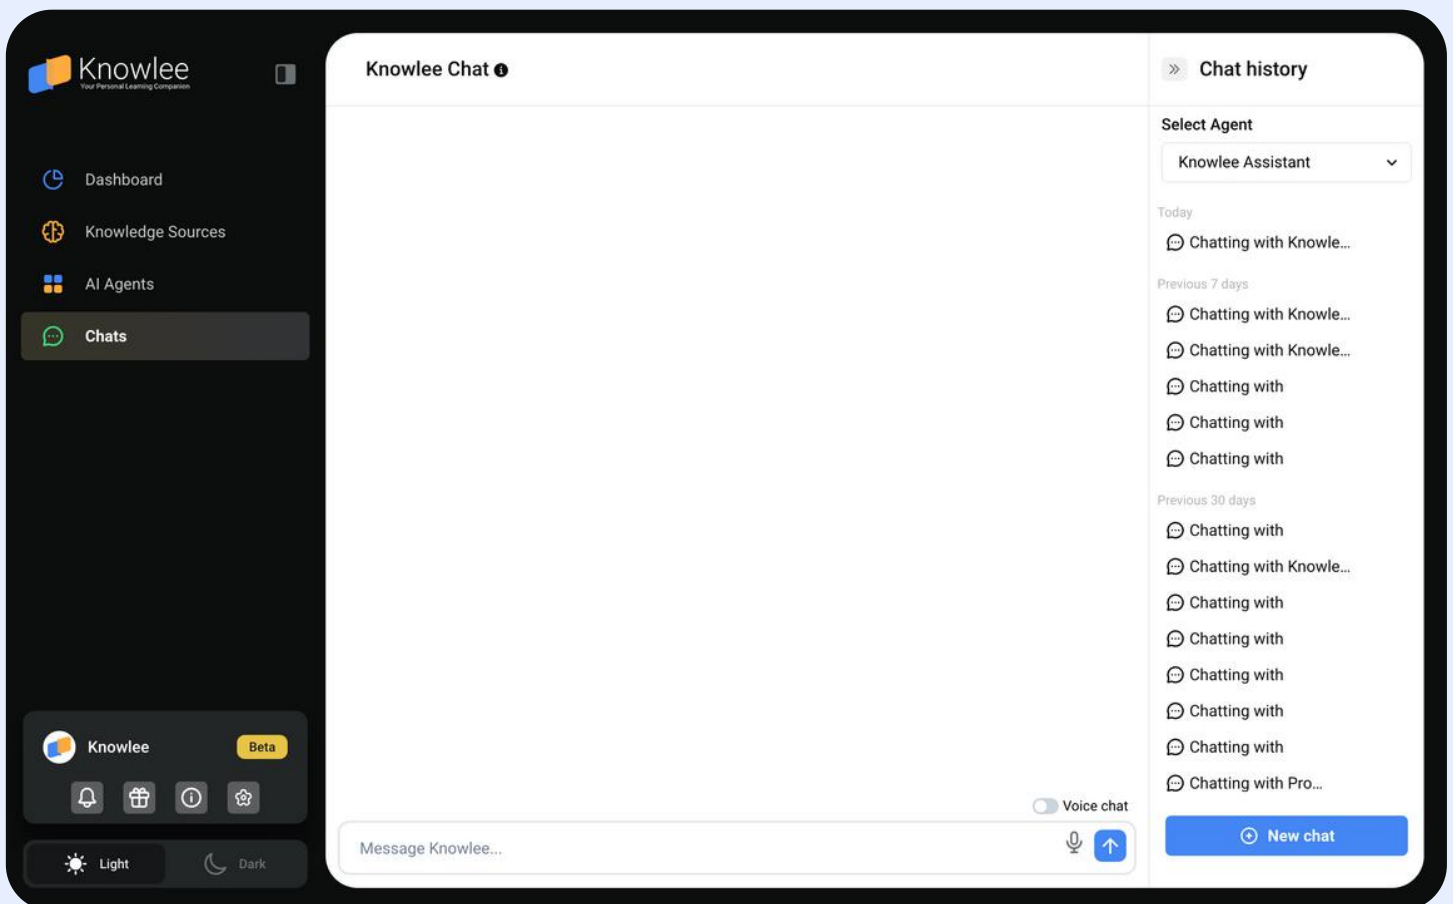 Knowlee
Your Personal Learning Companion
Dashboard
Knowledge Sources
AI Agents
Chats
Knowlee
Beta
Light
Dark
Knowlee Chat
Voice chat
Message Knowlee...
Chat history
Select Agent
Knowlee Assistant
Today
Chatting with Knowle...
Previous 7 days
Chatting with Knowle...
Chatting with Knowle...
Chatting with
Chatting with
Chatting with
Previous 30 days
Chatting with
Chatting with Knowle...
Chatting with
Chatting with
Chatting with
Chatting with
Chatting with
Chatting with Pro...
New chat